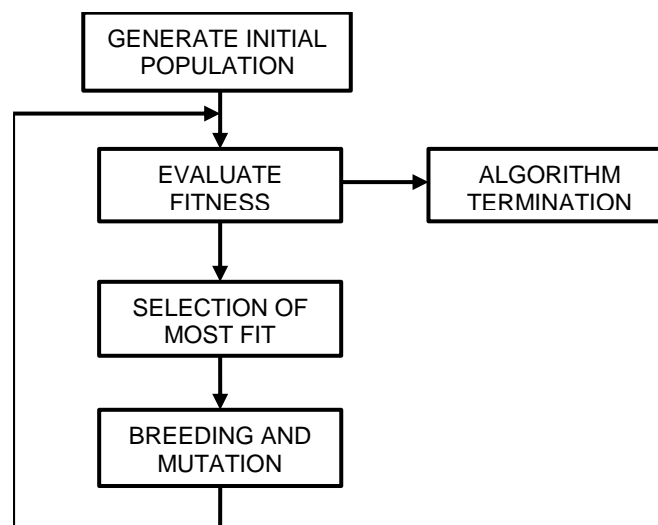 GENERATE INITIAL
POPULATION
EVALUATE
FITNESS
ALGORITHM
TERMINATION
SELECTION OF
MOST FIT
BREEDING AND
MUTATION